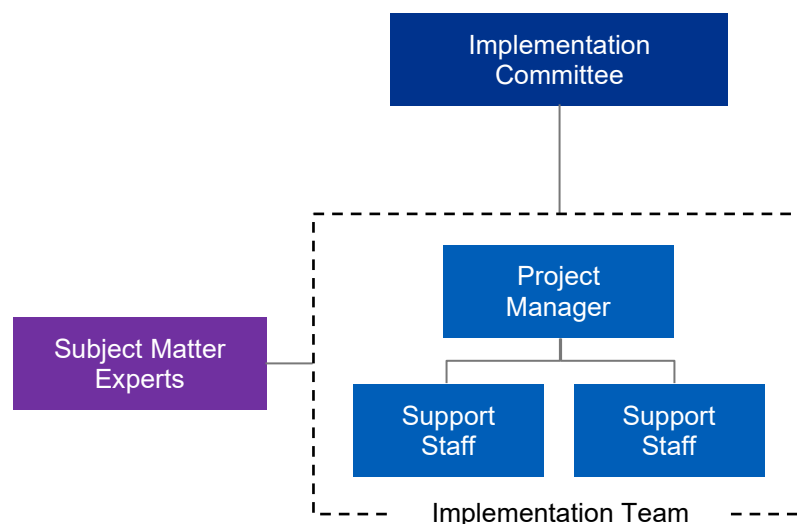 Implementation
Committee
Project
Manager
Subject Matter
Experts
Support
Staff
Support
Staff
Implementation Team